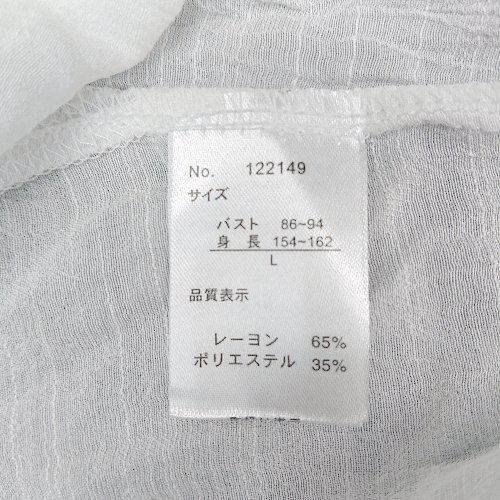 No. 122149
サイズ
バスト 86~94
身長 154~162
L
品質表示
レーヨン 65%
ポリエステル 35%